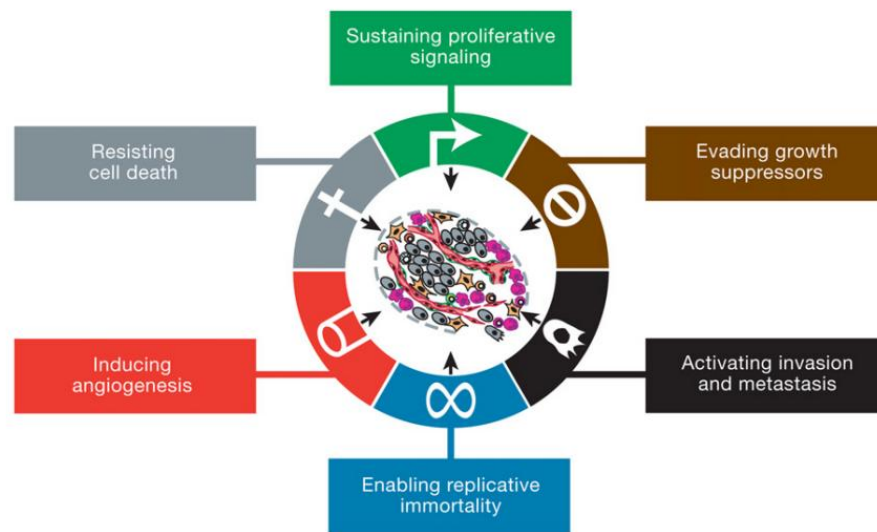 Sustaining proliferative
signaling
Resisting
cell death
Evading growth
suppressors
Inducing
angiogenesis
Activating invasion
and metastasis
Enabling replicative
immortality